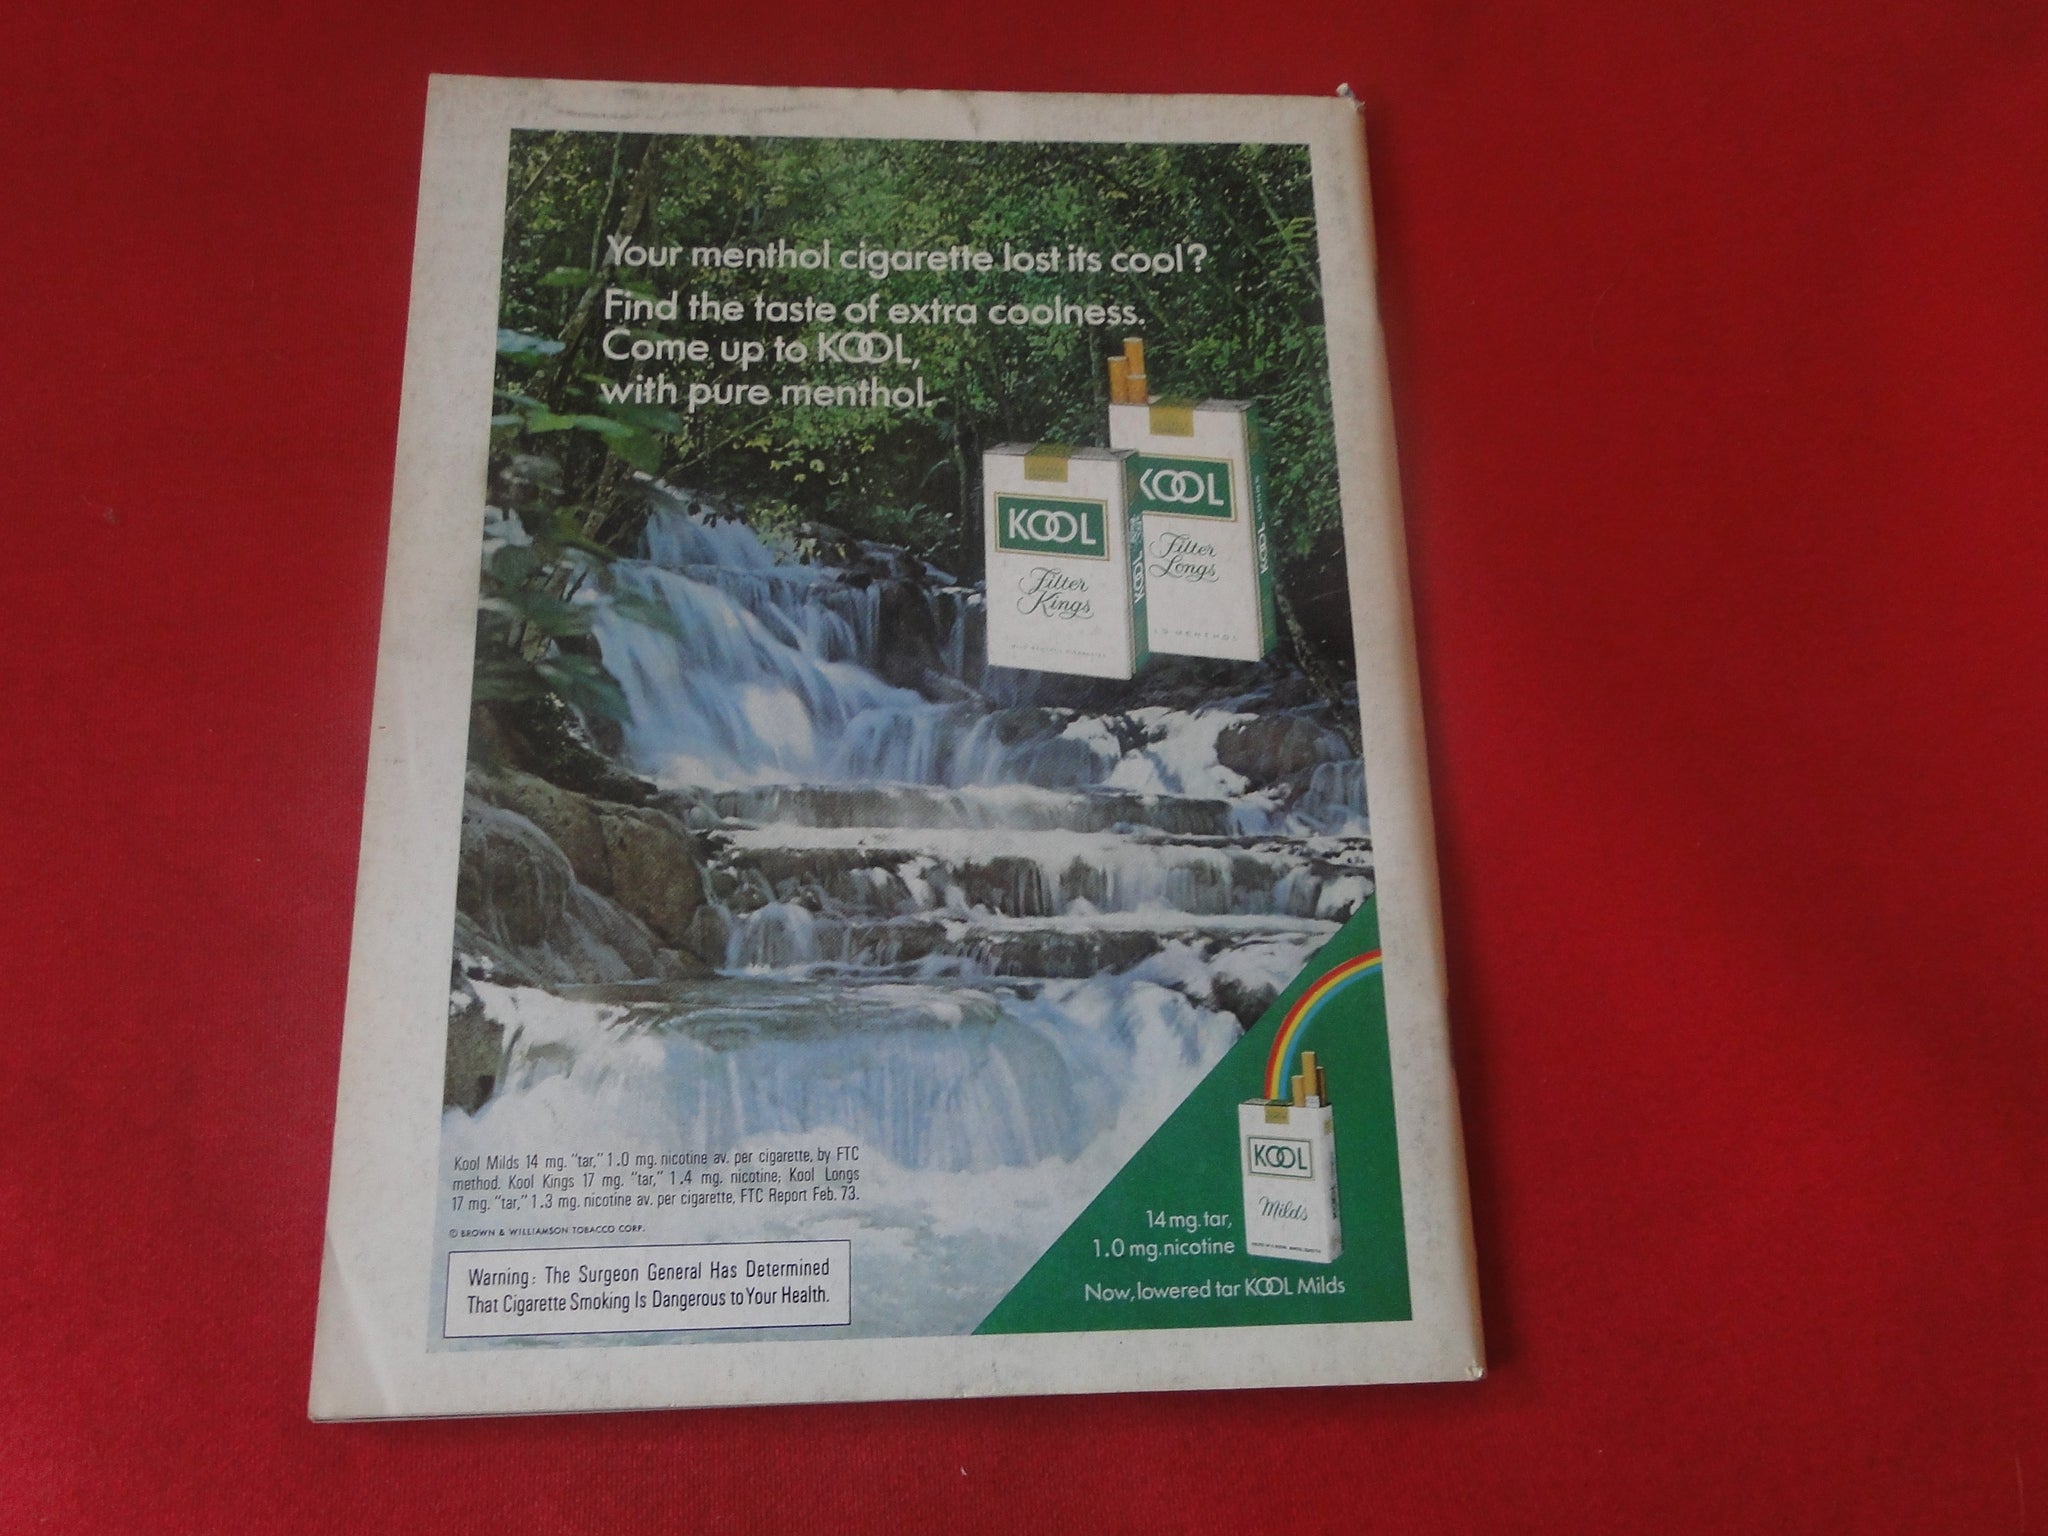 Your menthol cigarette lost its cool?
Find the taste of extra coolness.
Come up to KOOL,
with pure menthol.
KOOL
Filter
Kings
KOOL
KOOL
Filter
Longs
MENTHOL
KOOL
KOOL
Milds
14 mg. tar,
1.0 mg. nicotine
Now, lowered tar KOOL Milds
Kool Milds 14 mg. "tar," 1.0 mg. nicotine av. per cigarette, by FTC
method. Kool Kings 17 mg. "tar," 1.4 mg. nicotine; Kool Longs
17 mg. "tar," 1.3 mg. nicotine av. per cigarette, FTC Report Feb. 73.
© BROWN & WILLIAMSON TOBACCO CORP.
Warning: The Surgeon General Has Determined
That Cigarette Smoking Is Dangerous to Your Health.